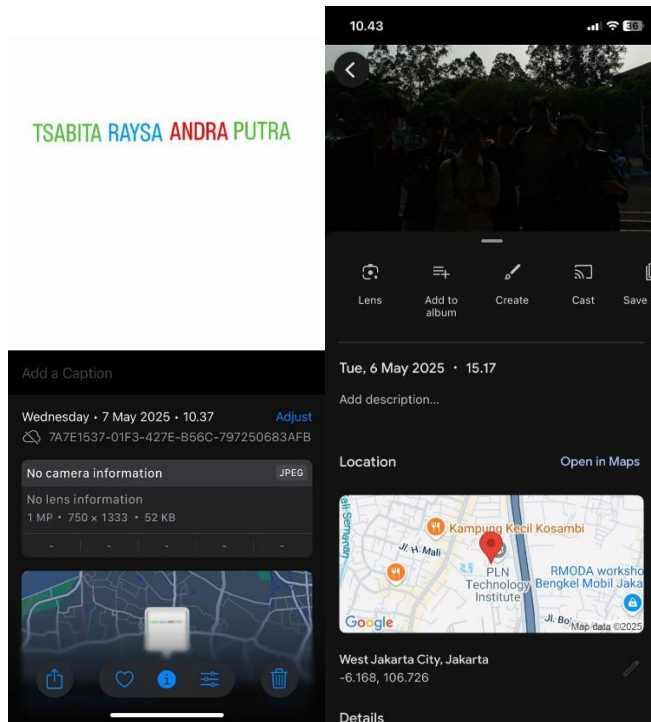 TSABITA RAYSA ANDRA PUTRA
Add a Caption
Wednesday • 7 May 2025 • 10.37
Adjust
7A7E1537-01F3-427E-B56C-797250683AFB
No camera information
JPEG
No lens information
1 MP • 750 × 1333 • 52 KB
- - - - -
10.43
36
Lens
Add to album
Create
Cast
Save
Tue, 6 May 2025 • 15.17
Add description...
Location
Open in Maps
Kampung Kecil Kosambi
Jl. H. Mali
PLN
Technology
Institute
RMODA worksho
Bengkel Mobil Jaka
Jl. Bo
Google
Map data ©2025
West Jakarta City, Jakarta
-6.168, 106.726
Details